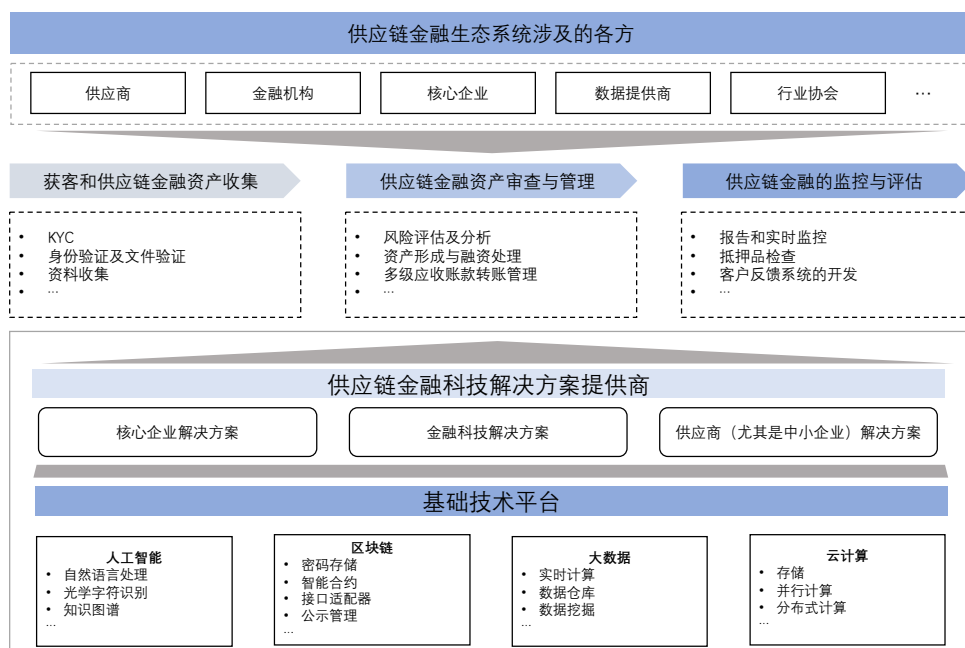 供应链金融生态系统涉及的各方
供应商
金融机构
核心企业
数据提供商
行业协会
…
获客和供应链金融资产收集
供应链金融资产审查与管理
供应链金融的监控与评估
• KYC
• 身份验证及文件验证
• 资料收集
• …
• 风险评估及分析
• 资产形成与融资处理
• 多级应收账款转账管理
• …
• 报告和实时监控
• 抵押品检查
• 客户反馈系统的开发
• …
供应链金融科技解决方案提供商
核心企业解决方案
金融科技解决方案
供应商（尤其是中小企业）解决方案
基础技术平台
人工智能
• 自然语言处理
• 光学字符识别
• 知识图谱
…
区块链
• 密码存储
• 智能合约
• 接口适配器
• 公示管理
…
大数据
• 实时计算
• 数据仓库
• 数据挖掘
…
云计算
• 存储
• 并行计算
• 分布式计算
…